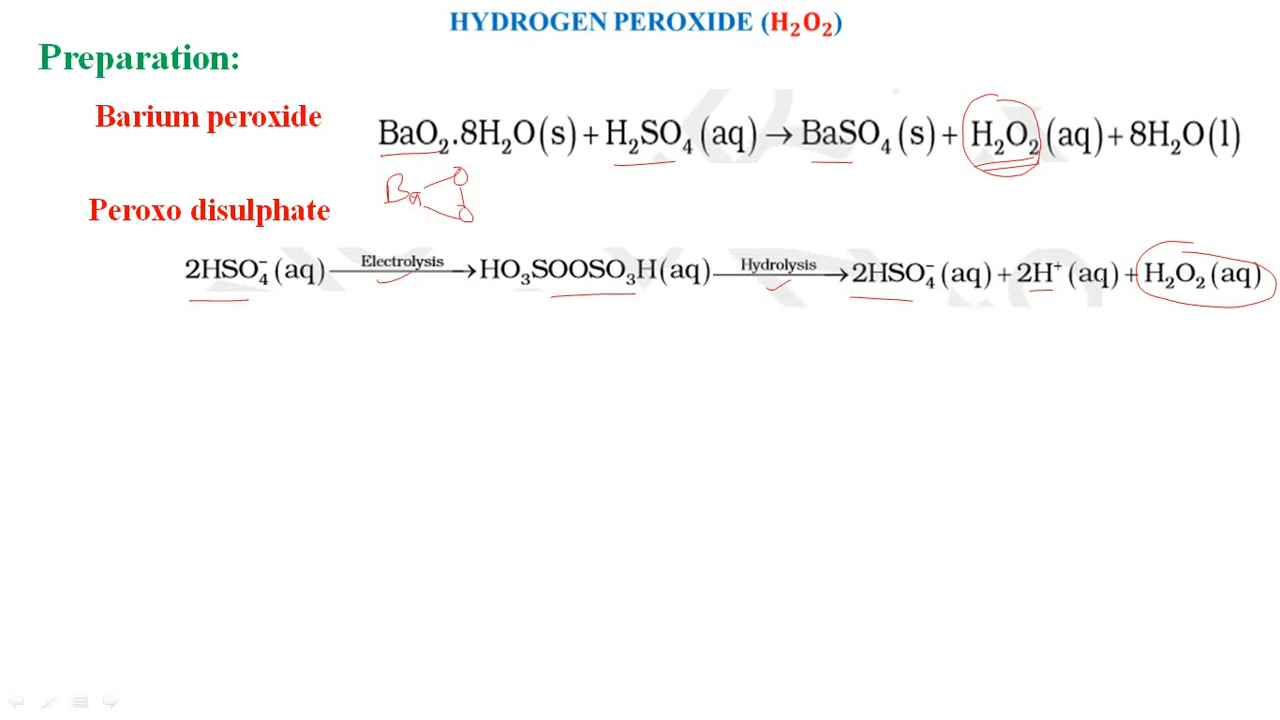 HYDROGEN PEROXIDE (H₂O₂)
Preparation:
Barium peroxide
BaO₂.8H₂O(s) + H₂SO₄(aq) → BaSO₄(s) + H₂O₂(aq) + 8H₂O(l)
Ba O O
Peroxo disulphate
2HSO₄⁻(aq) —Electrolysis→ HO₃SOOSO₃H(aq) —Hydrolysis→ 2HSO₄⁻(aq) + 2H⁺(aq) + H₂O₂(aq)